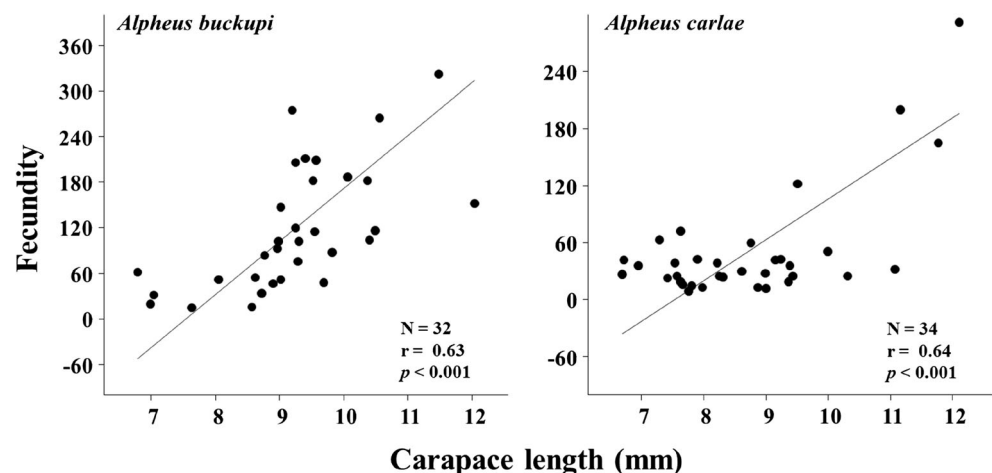 Alpheus buckupi
Alpheus carlae
Fecundity
360
300
240
180
120
60
0
-60
240
180
120
60
0
-60
N = 32
r = 0.63
p < 0.001
N = 34
r = 0.64
p < 0.001
7 8 9 10 11 12
7 8 9 10 11 12
Carapace length (mm)